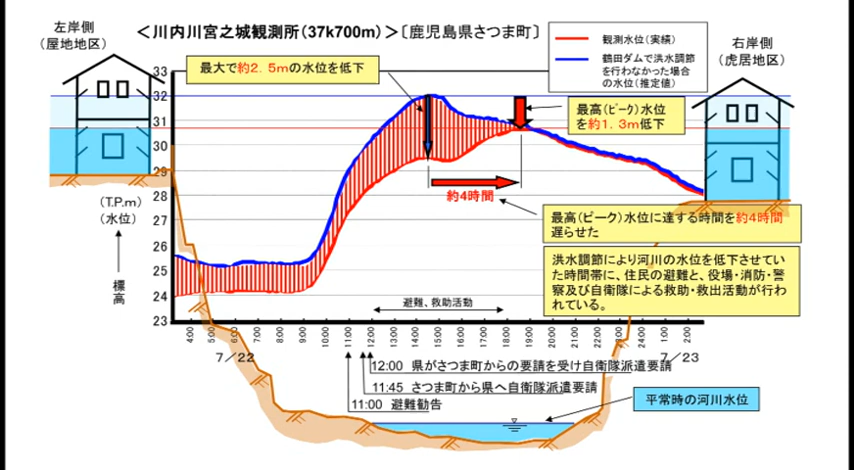 ＜川内川宮之城観測所（37k700m）＞〔鹿児島県さつま町〕
左岸側
（屋地地区）
右岸側
（虎居地区）
観測水位（実績）
鶴田ダムで洪水調節
を行わなかった場合
の水位（推定値）
最大で約2．5mの水位を低下
最高（ピーク）水位
を約1．3m低下
約4時間
最高（ピーク）水位に達する時間を約4時間
遅らせた
洪水調節により河川の水位を低下させてい
た時間帯に、住民の避難と、役場・消防・警
察及び自衛隊による救助・救出活動が行わ
れている。
33
32
31
30
29
28
27
26
25
24
23
（T.P.m）
（水位）
標高
避難、救助活動
4:00 5:00 6:00 7:00 8:00 9:00 10:00 11:00 12:00 13:00 14:00 15:00 16:00 17:00 18:00 19:00 20:00 21:00 22:00 23:00 0:00 1:00 2:00
7／22
7／23
12:00 県がさつま町からの要請を受け自衛隊派遣要請
11:45 さつま町から県へ自衛隊派遣要請
11:00 避難勧告
平常時の河川水位